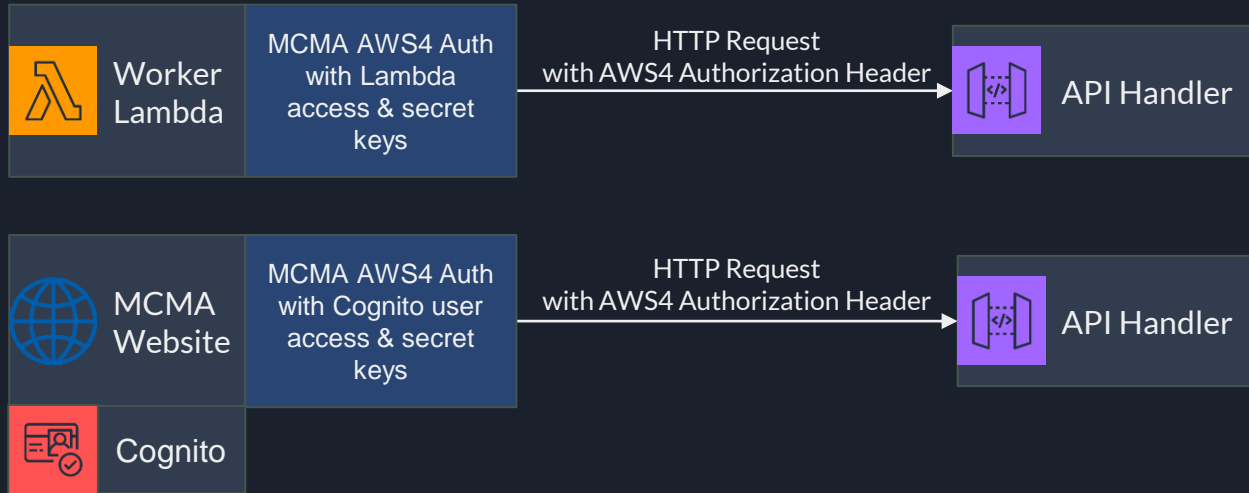 Worker
Lambda
MCMA AWS4 Auth
with Lambda
access & secret
keys
HTTP Request
with AWS4 Authorization Header
</>
API Handler
MCMA
Website
MCMA AWS4 Auth
with Cognito user
access & secret
keys
HTTP Request
with AWS4 Authorization Header
</>
API Handler
Cognito